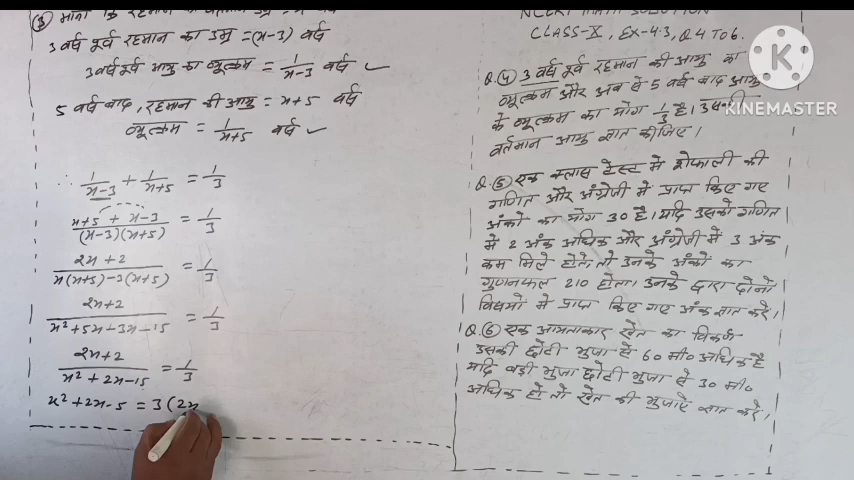 (3) माना कि रहमान का वर्तमान उम्र = x वर्ष
3 वर्ष पूर्व रहमान का उम्र = (x-3) वर्ष
3 वर्ष पूर्व आयु का व्युत्क्रम = 1/(x-3) वर्ष ✓
5 वर्ष बाद, रहमान की आयु = x+5 वर्ष
व्युत्क्रम = 1/(x+5) वर्ष ✓
∴ 1/(x-3) + 1/(x+5) = 1/3
(x+5 + x-3)/((x-3)(x+5)) = 1/3
(2x+2)/(x(x+5)-3(x+5)) = 1/3
(2x+2)/(x²+5x-3x-15) = 1/3
(2x+2)/(x²+2x-15) = 1/3
x²+2x-5 = 3(2x
NCERT MATH SOLUTION
CLASS-X, EX-4.3, Q.4 TO 6.
Q.(4) 3 वर्ष पूर्व रहमान की आयु का
व्युत्क्रम और अब से 5 वर्ष बाद आयु
के व्युत्क्रम का योग 1/3 है। उसकी
वर्तमान आयु ज्ञात कीजिए।
Q.(5) एक क्लास टेस्ट में शेफाली की
गणित और अंग्रेजी में प्राप्त किए गए
अंकों का योग 30 है। यदि उसको गणित
में 2 अंक अधिक और अंग्रेजी में 3 अंक
कम मिले होते, तो उनके अंकों का
गुणनफल 210 होता। उनके द्वारा दोनों
विषयों में प्राप्त किए गए अंक ज्ञात करें।
Q.(6) एक आयताकार खेत का विकर्ण
उसकी छोटी भुजा से 60 मी० अधिक है
यदि बड़ी भुजा छोटी भुजा से 30 मी०
अधिक हो तो खेत की भुजाएँ ज्ञात करें।
KINEMASTER